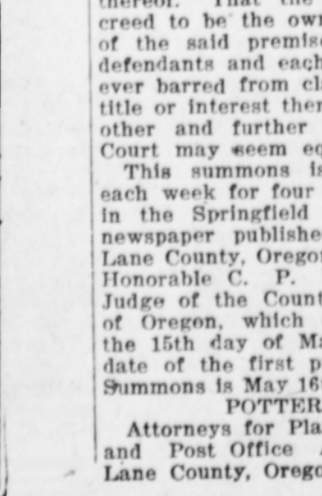 thereof. That the
creed to be the own
of the said premise
defendants and each
ever barred from cl
title or interest ther
other and further
Court may seem eq
This summons is
each week for four
in the Springfield
newspaper publishe
Lane County, Orego
Honorable C. P.
Judge of the Count
of Oregon, which
the 15th day of Ma
date of the first p
Summons is May 16
POTTER
Attorneys for Pla
and Post Office
Lane County, Orego